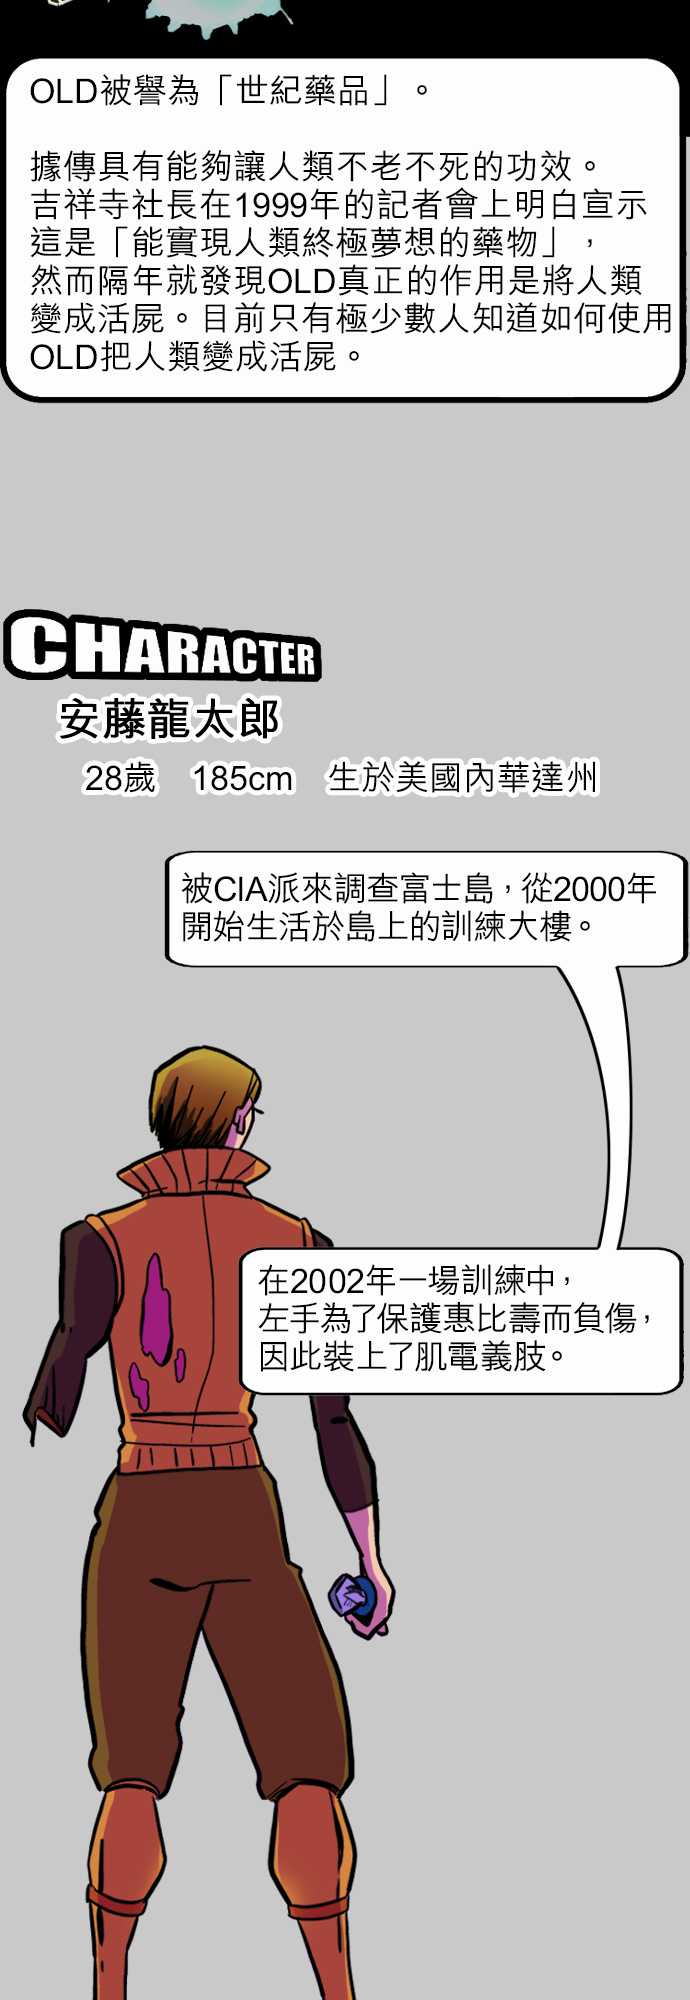 OLD被譽為「世紀藥品」。
據傳具有能夠讓人類不老不死的功效。
吉祥寺社長在1999年的記者會上明白宣示
這是「能實現人類終極夢想的藥物」，
然而隔年就發現OLD真正的作用是將人類
變成活屍。目前只有極少數人知道如何使用
OLD把人類變成活屍。
CHARACTER
安藤龍太郎
28歲　185cm　生於美國內華達州
被CIA派來調查富士島，從2000年
開始生活於島上的訓練大樓。
在2002年一場訓練中，
左手為了保護惠比壽而負傷，
因此裝上了肌電義肢。